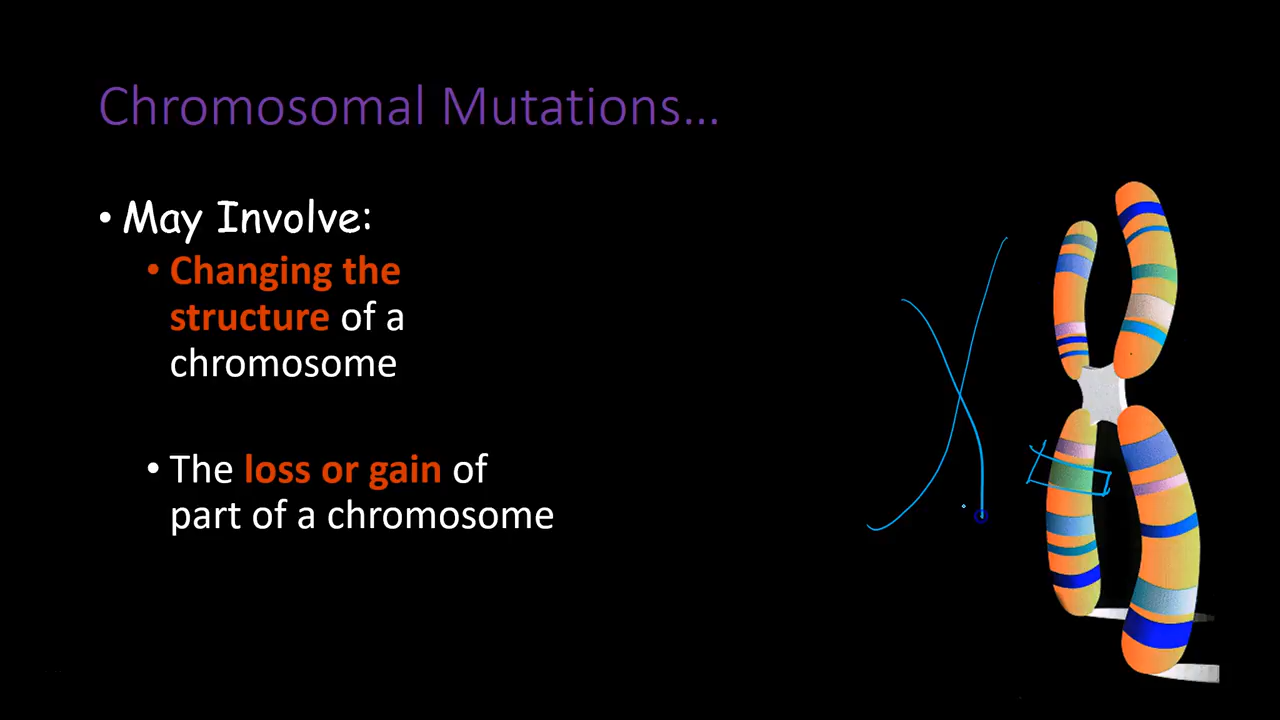 Chromosomal Mutations...
• May Involve:
• Changing the
structure of a
chromosome
• The loss or gain of
part of a chromosome